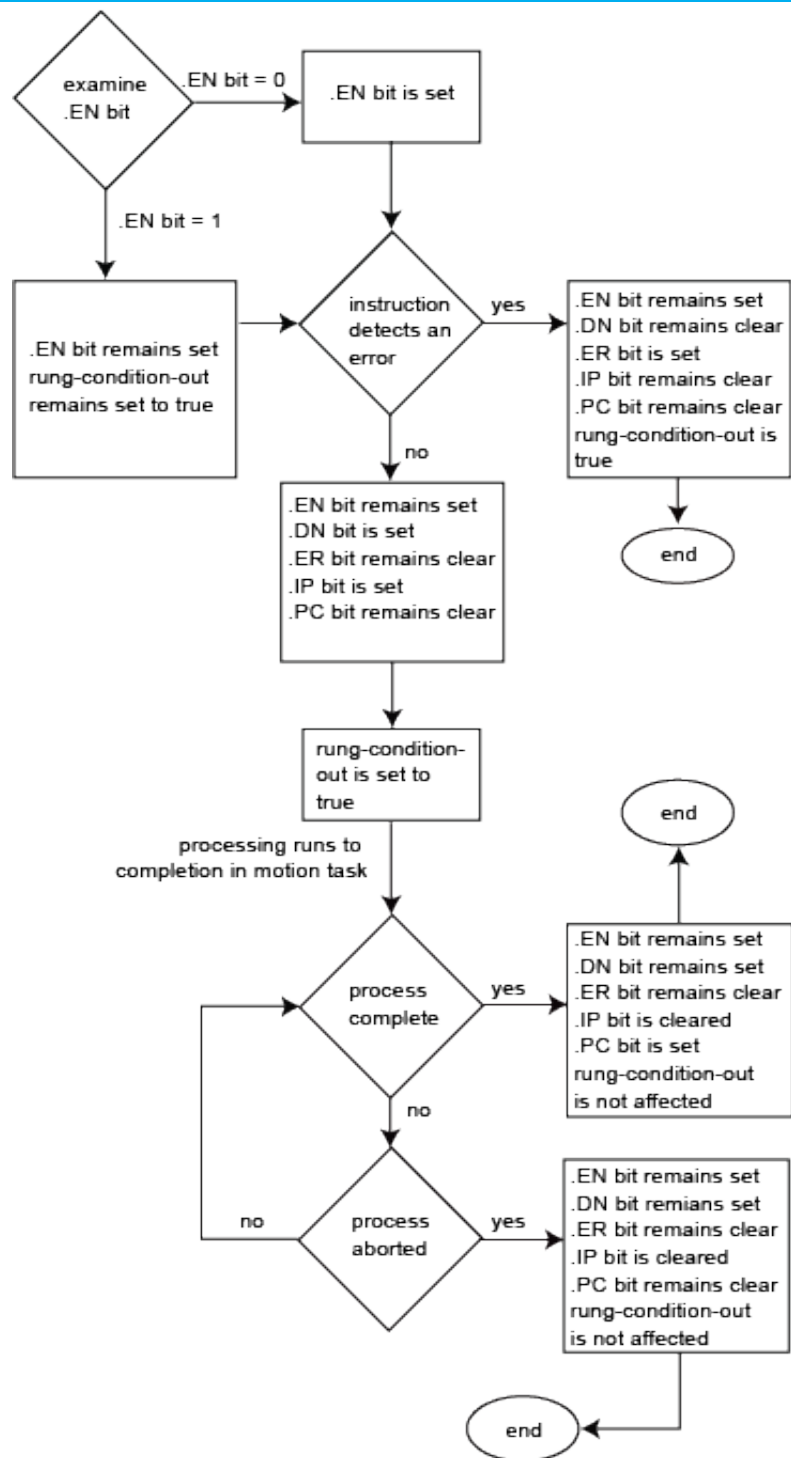 examine
.EN bit
.EN bit = 0
.EN bit is set
.EN bit = 1
.EN bit remains set
rung-condition-out
remains set to true
instruction
detects an
error
yes
.EN bit remains set
.DN bit remains clear
.ER bit is set
.IP bit remains clear
.PC bit remains clear
rung-condition-out is
true
end
no
.EN bit remains set
.DN bit is set
.ER bit remains clear
.IP bit is set
.PC bit remains clear
rung-condition-
out is set to
true
processing runs to
completion in motion task
process
complete
yes
.EN bit remains set
.DN bit remains set
.ER bit remains clear
.IP bit is cleared
.PC bit is set
rung-condition-out
is not affected
end
no
process
aborted
no
yes
.EN bit remains set
.DN bit remians set
.ER bit remains clear
.IP bit is cleared
.PC bit remains clear
rung-condition-out
is not affected
end